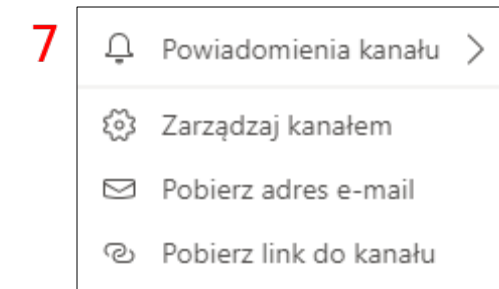 7
Powiadomienia kanału
Zarządzaj kanałem
Pobierz adres e-mail
Pobierz link do kanału